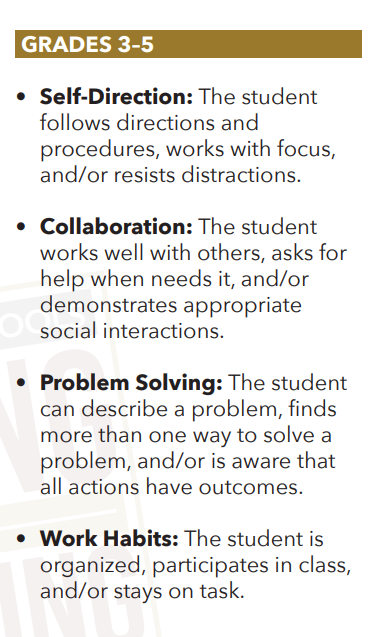 GRADES 3–5
• Self-Direction: The student
follows directions and
procedures, works with focus,
and/or resists distractions.
• Collaboration: The student
works well with others, asks for
help when needs it, and/or
demonstrates appropriate
social interactions.
• Problem Solving: The student
can describe a problem, finds
more than one way to solve a
problem, and/or is aware that
all actions have outcomes.
• Work Habits: The student is
organized, participates in class,
and/or stays on task.